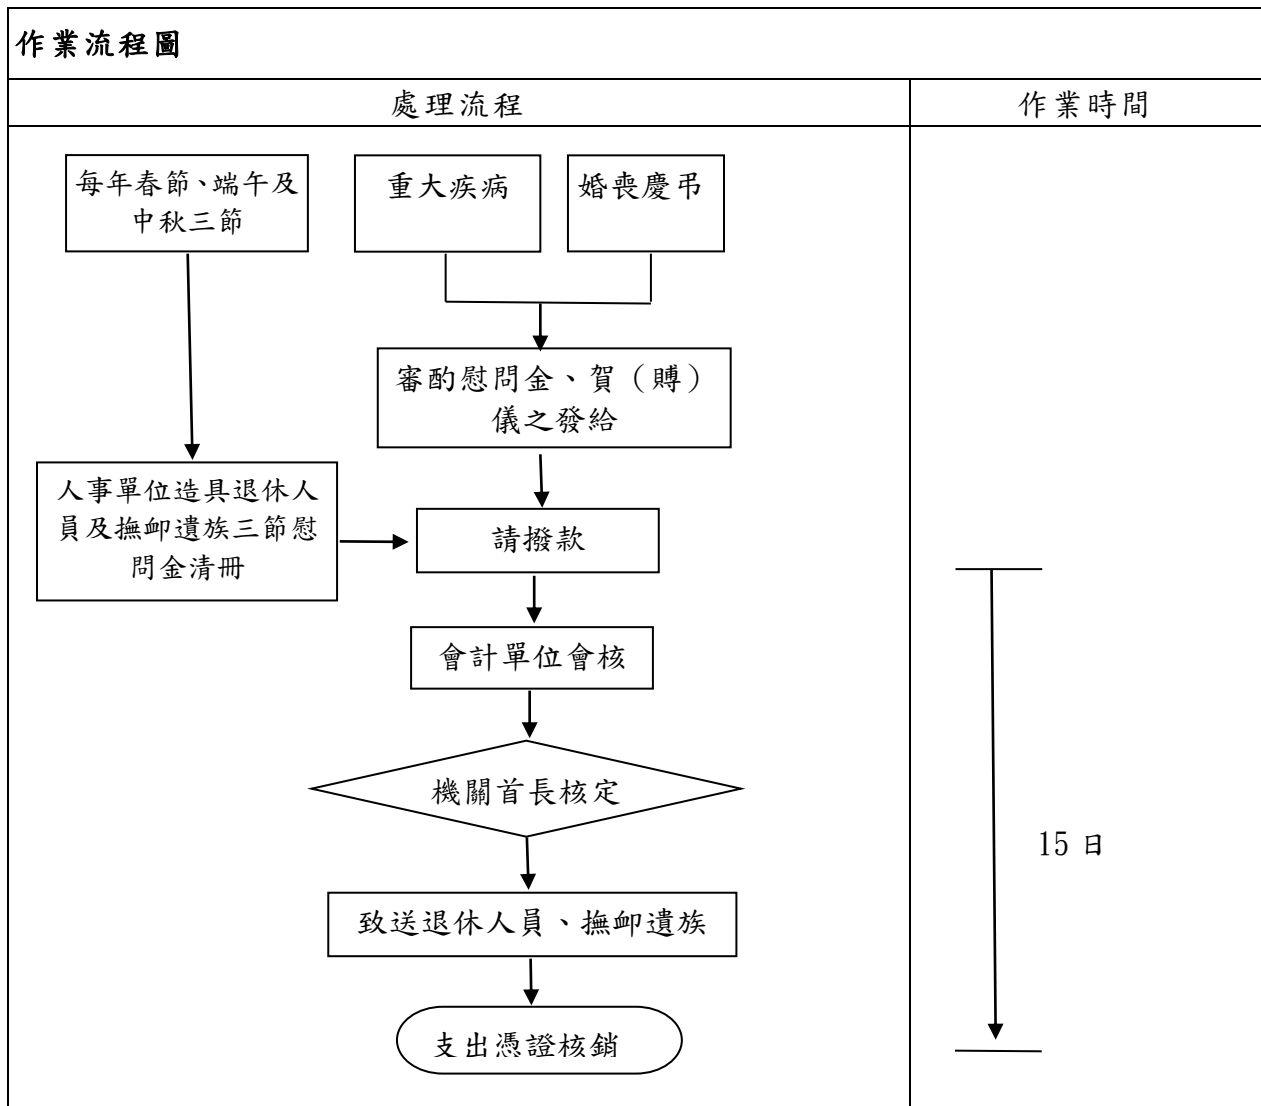 作業流程圖
處理流程
作業時間
每年春節、端午及
中秋三節
重大疾病
婚喪慶弔
審酌慰問金、賀（賻）
儀之發給
人事單位造具退休人
員及撫卹遺族三節慰
問金清冊
請撥款
會計單位會核
機關首長核定
15 日
致送退休人員、撫卹遺族
支出憑證核銷